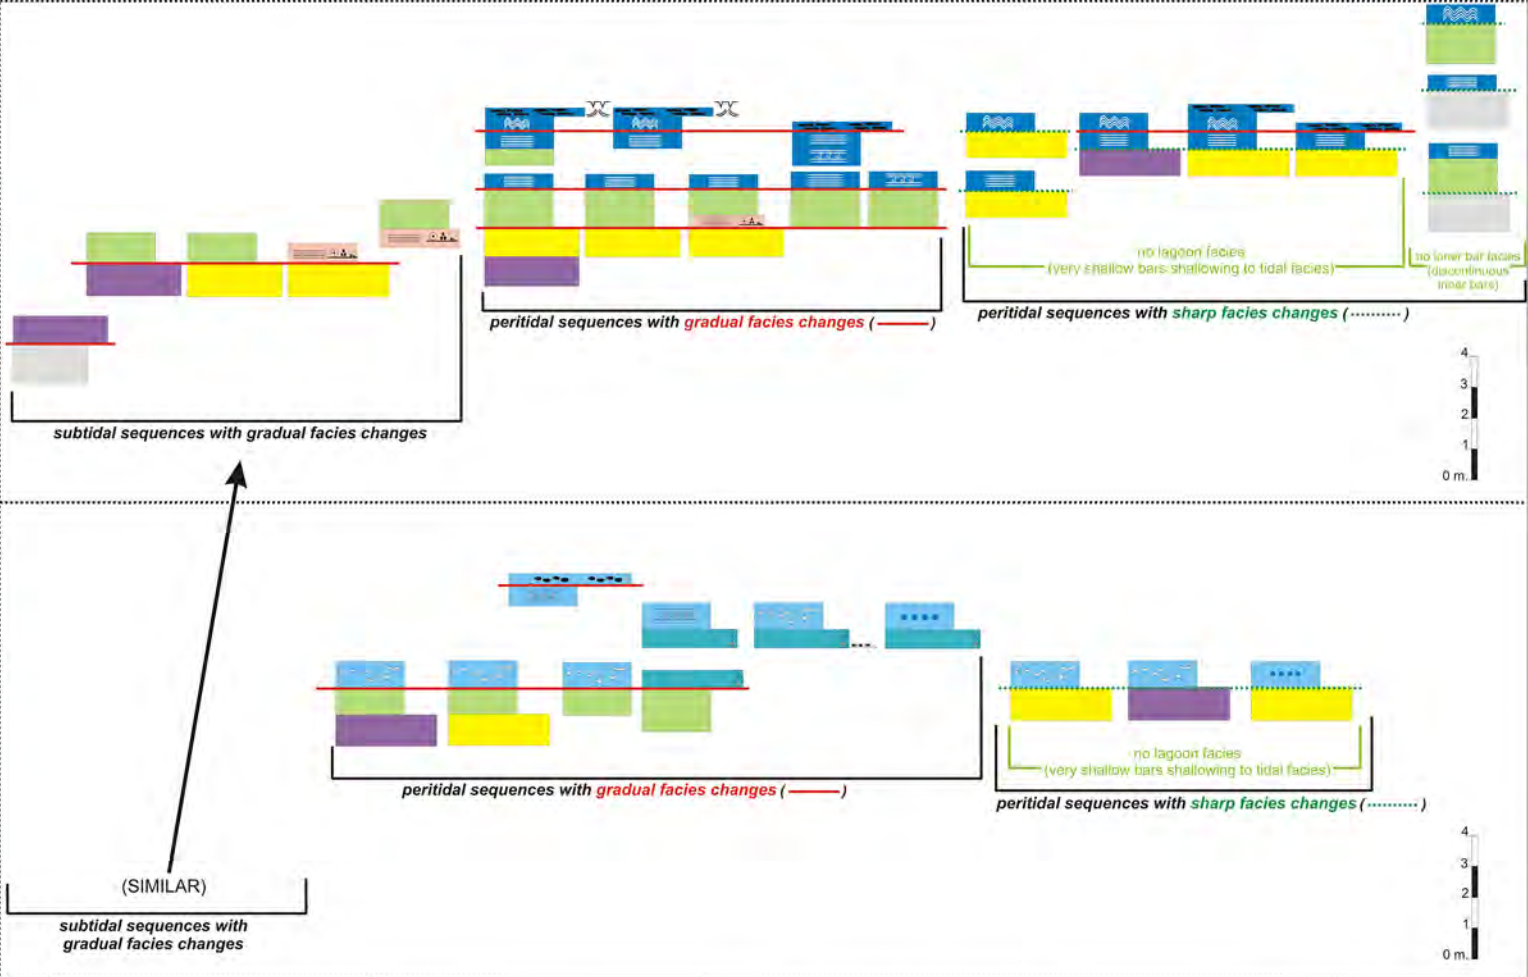 no lagoon facies
(very shallow bars shallowing to tidal facies)
no inner bar facies
(discontinuous
inner bars)
peritidal sequences with gradual facies changes ( )
peritidal sequences with sharp facies changes (.......... )
subtidal sequences with gradual facies changes
4
3
2
1
0 m.
no lagoon facies
(very shallow bars shallowing to tidal facies)
peritidal sequences with gradual facies changes ( )
peritidal sequences with sharp facies changes (.......... )
4
3
2
1
0 m.
(SIMILAR)
subtidal sequences with
gradual facies changes